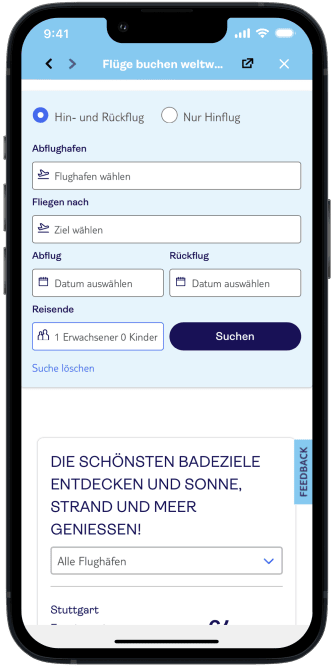 9:41
Flüge buchen weltw...
Hin- und Rückflug Nur Hinflug
Abflughafen
Flughafen wählen
Fliegen nach
Ziel wählen
Abflug Rückflug
Datum auswählen Datum auswählen
Reisende
1 Erwachsener 0 Kinder Suchen
Suche löschen
FEEDBACK
DIE SCHÖNSTEN BADEZIELE
ENTDECKEN UND SONNE,
STRAND UND MEER
GENIESSEN!
Alle Flughäfen
Stuttgart